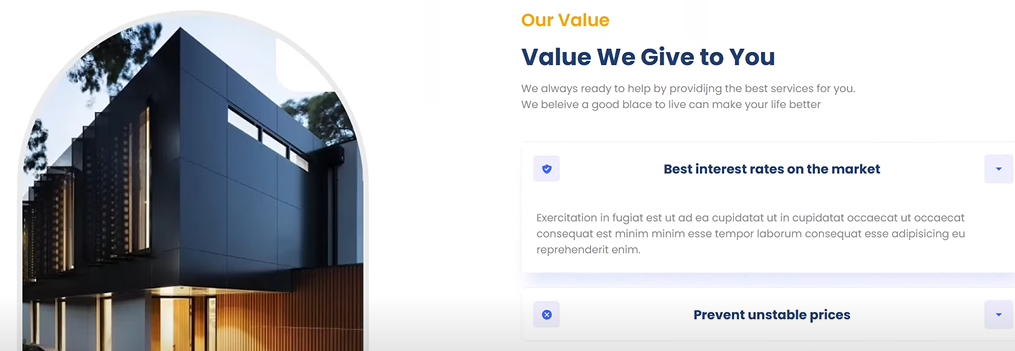 Our Value
Value We Give to You
We always ready to help by providijng the best services for you.
We beleive a good blace to live can make your life better
Best interest rates on the market
Exercitation in fugiat est ut ad ea cupidatat ut in cupidatat occaecat ut occaecat
consequat est minim minim esse tempor laborum consequat esse adipisicing eu
reprehenderit enim.
Prevent unstable prices